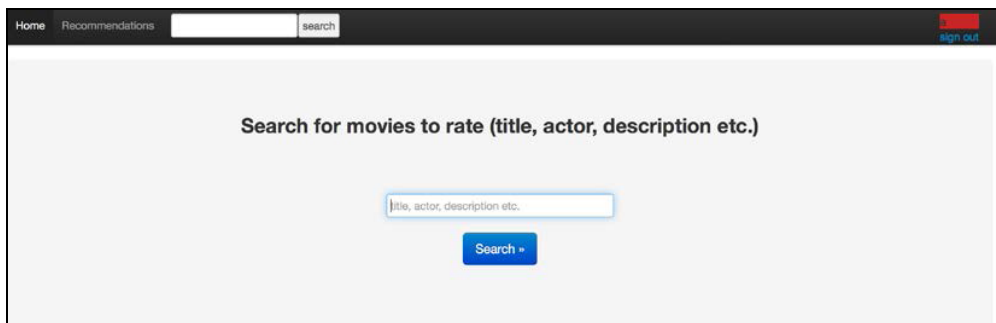 Home Recommendations search
sign out
Search for movies to rate (title, actor, description etc.)
title, actor, description etc.
Search »